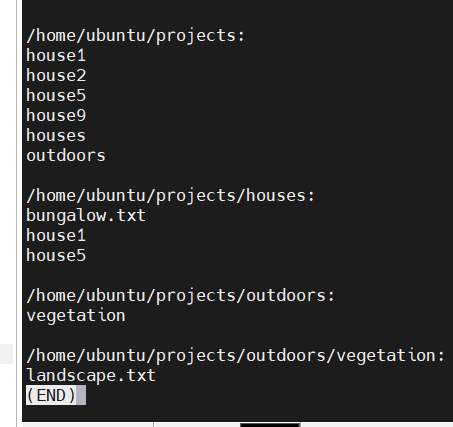 /home/ubuntu/projects:
house1
house2
house5
house9
houses
outdoors
/home/ubuntu/projects/houses:
bungalow.txt
house1
house5
/home/ubuntu/projects/outdoors:
vegetation
/home/ubuntu/projects/outdoors/vegetation:
landscape.txt
(END)